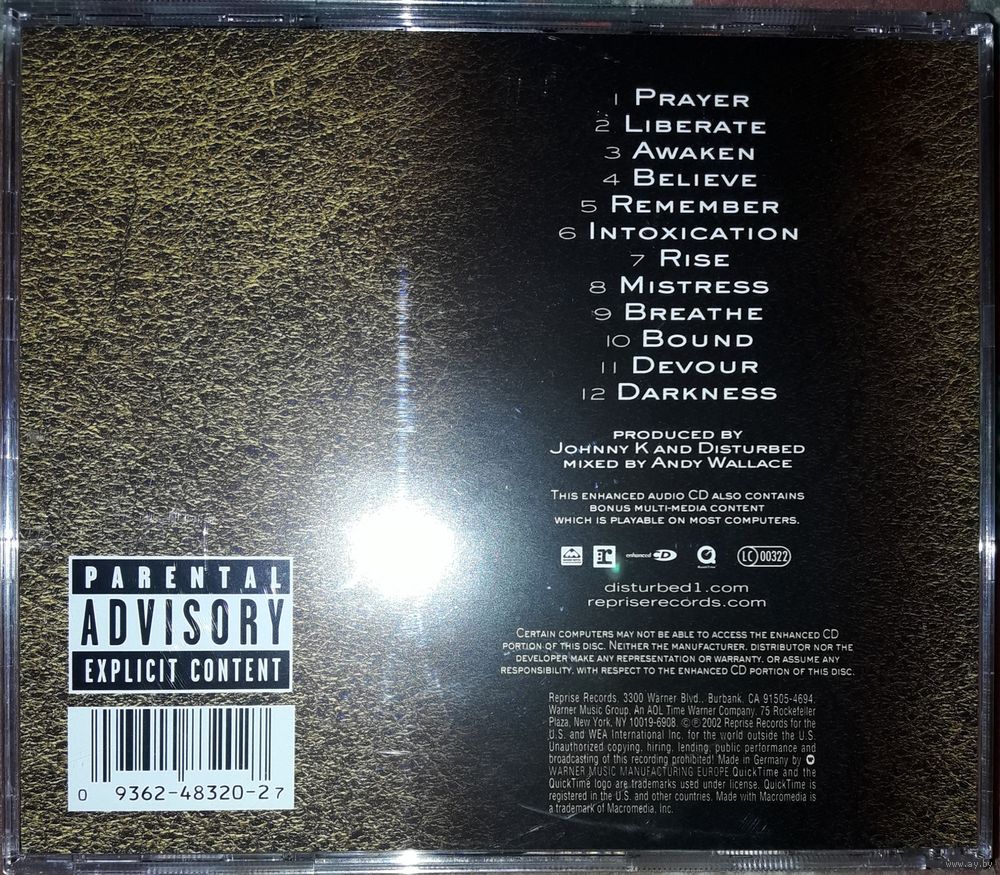 1 PRAYER
2 LIBERATE
3 AWAKEN
4 BELIEVE
5 REMEMBER
6 INTOXICATION
7 RISE
8 MISTRESS
9 BREATHE
10 BOUND
11 DEVOUR
12 DARKNESS
PRODUCED BY
JOHNNY K AND DISTURBED
MIXED BY ANDY WALLACE
THIS ENHANCED AUDIO CD ALSO CONTAINS
BONUS MULTI-MEDIA CONTENT
WHICH IS PLAYABLE ON MOST COMPUTERS.
enhanced CD
LC 00322
disturbed1.com
repriserecords.com
CERTAIN COMPUTERS MAY NOT BE ABLE TO ACCESS THE ENHANCED CD
PORTION OF THIS DISC. NEITHER THE MANUFACTURER, DISTRIBUTOR NOR THE
DEVELOPER MAKE ANY REPRESENTATION OR WARRANTY, OR ASSUME ANY
RESPONSIBILITY, WITH RESPECT TO THE ENHANCED CD PORTION OF THIS DISC.
Reprise Records, 3300 Warner Blvd., Burbank, CA 91505-4694.
Warner Music Group, An AOL Time Warner Company, 75 Rockefeller
Plaza, New York, NY 10019-6908. ©℗2002 Reprise Records for the
U.S. and WEA International Inc. for the world outside the U.S.
Unauthorized copying, hiring, lending, public performance and
broadcasting of this recording prohibited! Made in Germany by
WARNER MUSIC MANUFACTURING EUROPE QuickTime and the
QuickTime logo are trademarks used under license. QuickTime is
registered in the U.S. and other countries. Made with Macromedia is
a trademark of Macromedia, Inc.
PARENTAL
ADVISORY
EXPLICIT CONTENT
0 9362-48320-2 7
www.ay.by